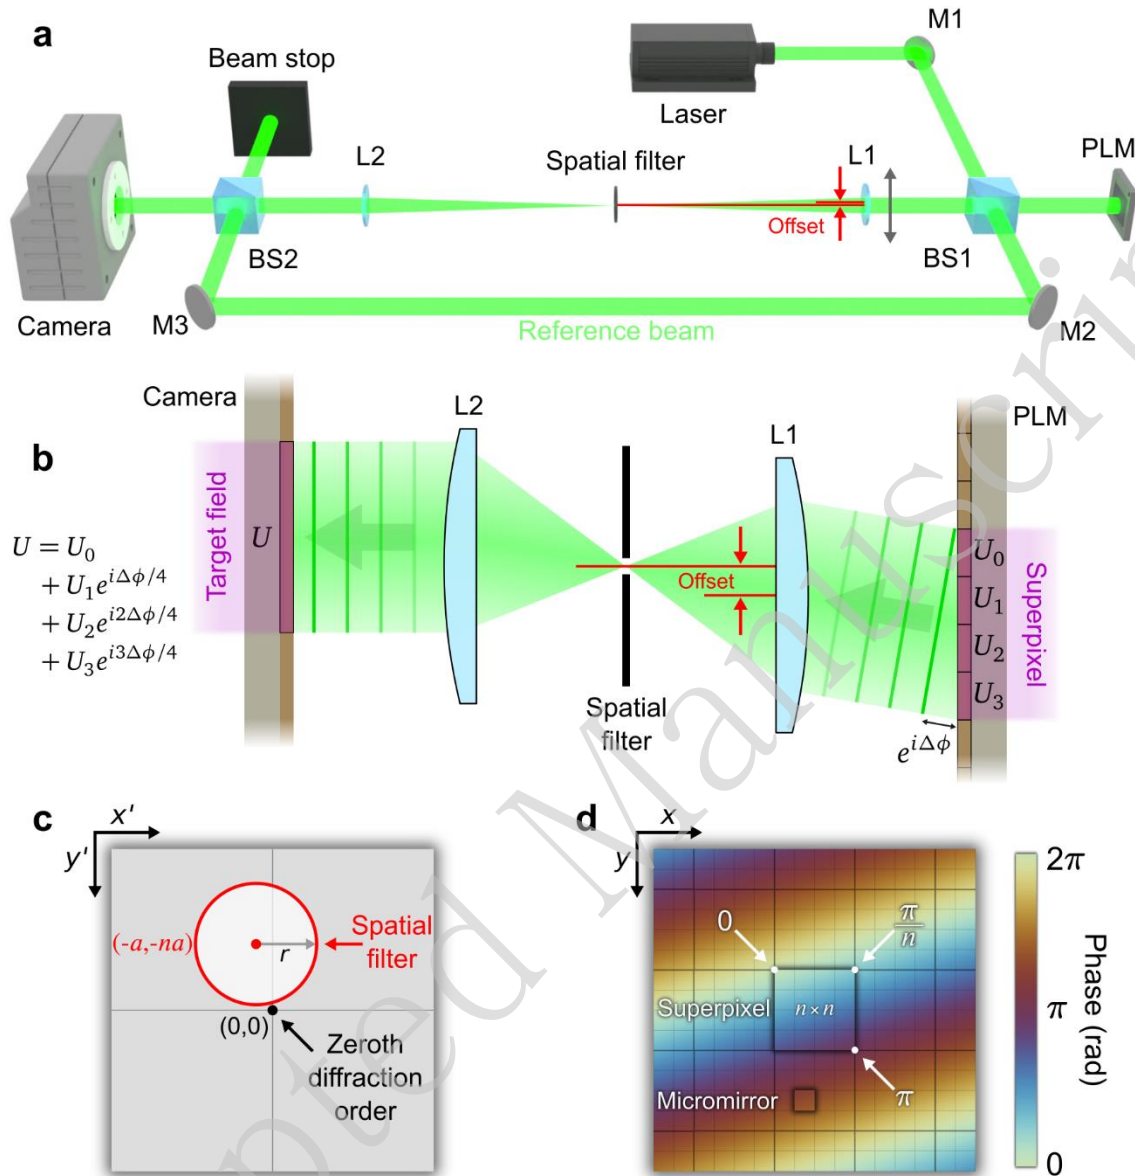 a
Beam stop
L2
Spatial filter
Laser
L1
M1
PLM
Offset
BS2
BS1
Camera
M3
Reference beam
M2
b
Camera
L2
L1
PLM
Target field
U
U = U₀
+ U₁e^{iΔϕ/4}
+ U₂e^{i2Δϕ/4}
+ U₃e^{i3Δϕ/4}
Offset
Spatial
filter
U₀
U₁
U₂
U₃
Superpixel
e^{iΔϕ}
c
x'
y'
(-a,-na)
r
Spatial
filter
(0,0)
Zeroth
diffraction
order
d
x
y
0
π/n
Superpixel
n×n
π
Micromirror
2π
π
0
Phase (rad)
pted Manuscrip